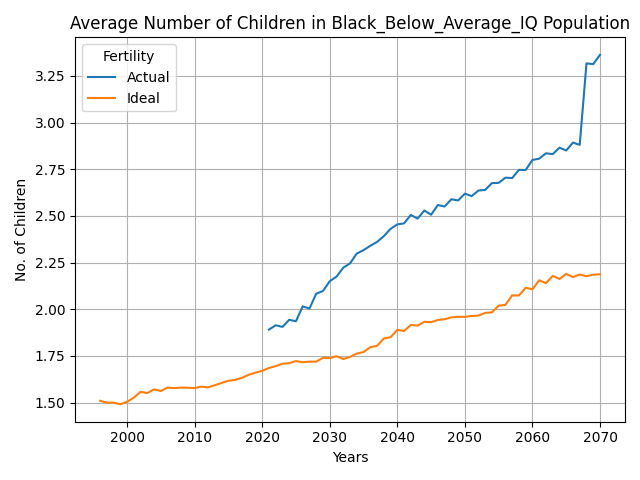 Average Number of Children in Black_Below_Average_IQ Population
Fertility
Actual
Ideal
No. of Children
3.25
3.00
2.75
2.50
2.25
2.00
1.75
1.50
2000
2010
2020
2030
2040
2050
2060
2070
Years